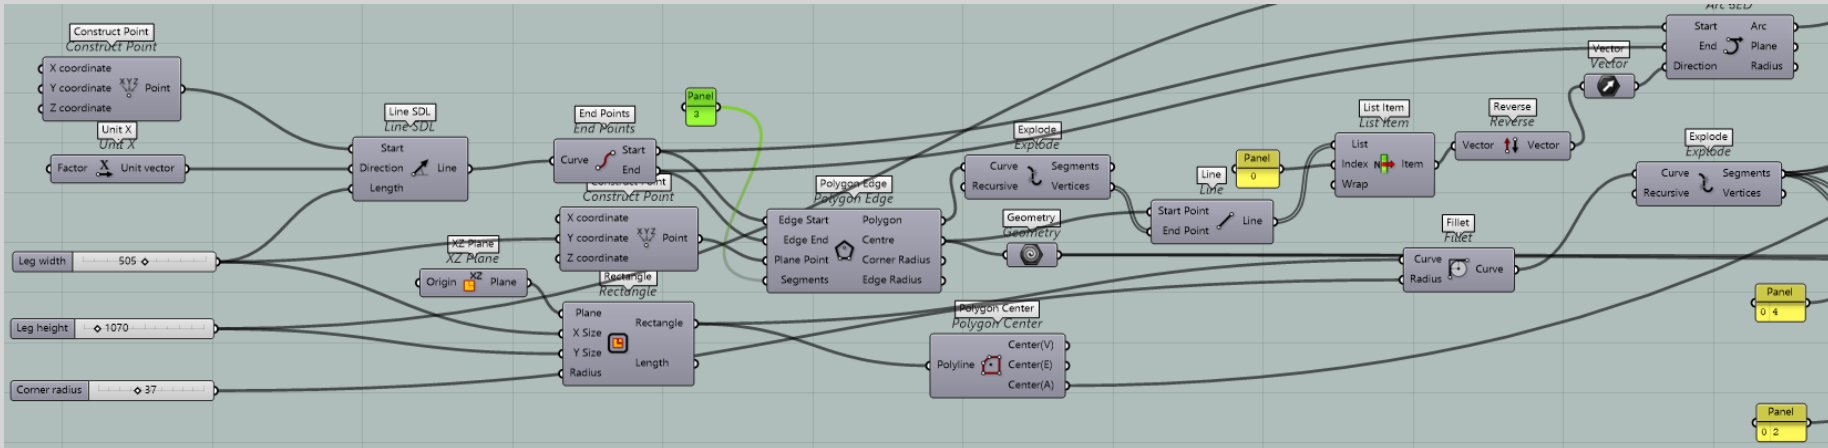 Construct Point
Construct Point
X coordinate
Y coordinate
Z coordinate
XYZ
Point
Unit X
Unit X
Factor
X
Unit vector
Line SDL
Line SDL
Start
Direction
Length
Line
Leg width
505
Leg height
1070
Corner radius
37
XZ Plane
XZ Plane
Origin
XZ
Plane
End Points
End Points
Curve
Start
End
Construct Point
Construct Point
X coordinate
Y coordinate
Z coordinate
XYZ
Point
Rectangle
Rectangle
Plane
X Size
Y Size
Radius
Rectangle
Length
Panel
3
Polygon Edge
Polygon Edge
Edge Start
Edge End
Plane Point
Segments
Polygon
Centre
Corner Radius
Edge Radius
Polygon Center
Polygon Center
Polyline
Center(V)
Center(E)
Center(A)
Explode
Explode
Curve
Recursive
Segments
Vertices
Geometry
Geometry
Line
Line
Start Point
End Point
Line
Panel
0
List Item
List Item
List
Index
Wrap
N
Item
Reverse
Reverse
Vector
Vector
Vector
Vector
Fillet
Fillet
Curve
Radius
Curve
Arc SED
Start
End
Direction
Arc
Plane
Radius
Explode
Explode
Curve
Recursive
Segments
Vertices
Panel
0 4
Panel
0 2